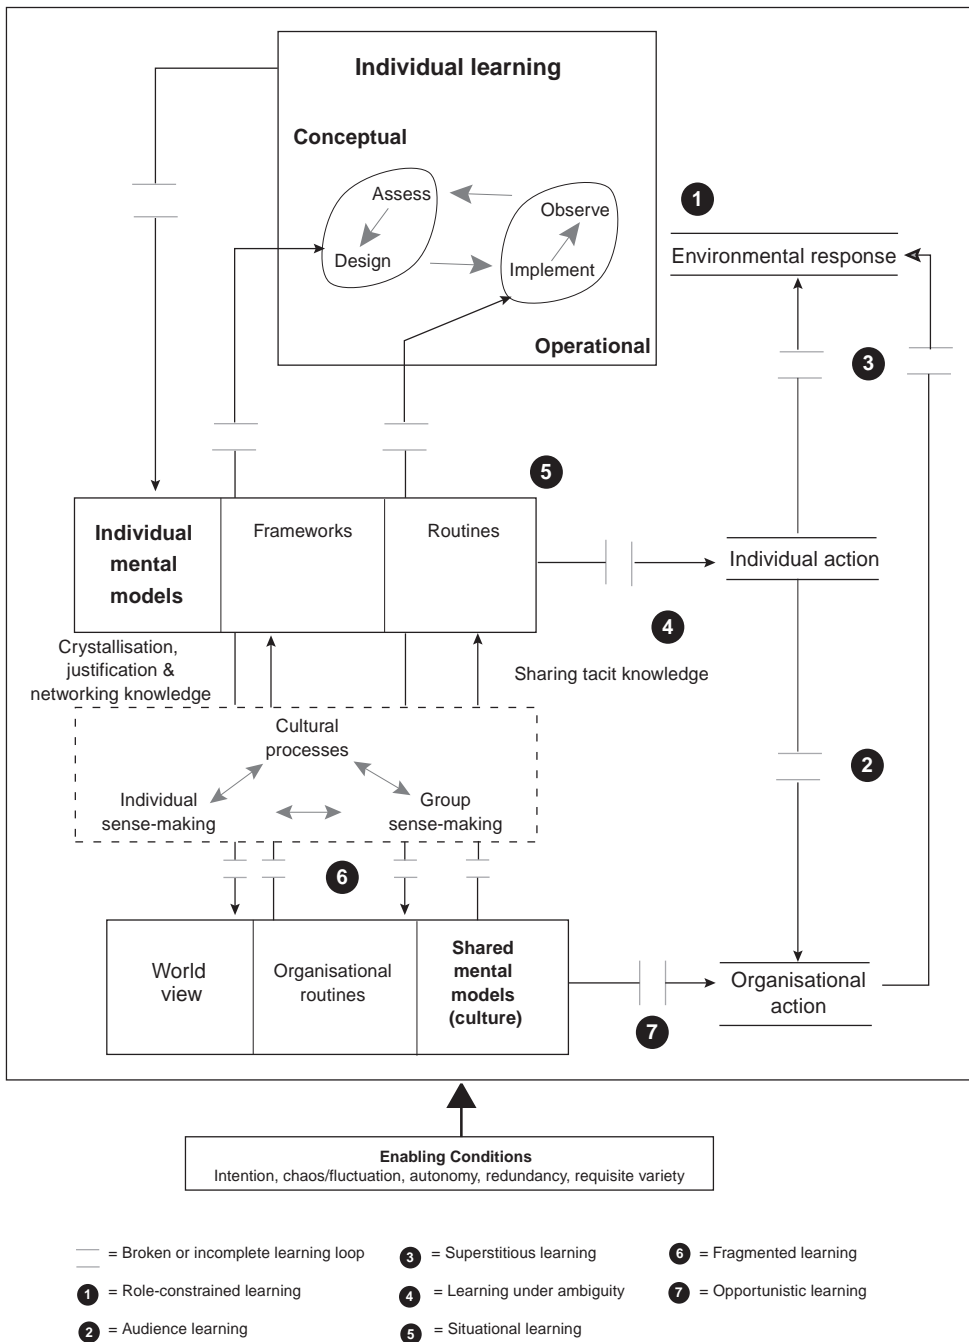 Individual learning
Conceptual
Assess
Observe
Design
Implement
Operational
1
Environmental response
3
5
Individual
mental
models
Frameworks
Routines
Individual action
4
Crystallisation,
justification &
networking knowledge
Sharing tacit knowledge
Cultural
processes
2
Individual
sense-making
Group
sense-making
6
World
view
Organisational
routines
Shared
mental
models
(culture)
Organisational
action
7
Enabling Conditions
Intention, chaos/fluctuation, autonomy, redundancy, requisite variety
= Broken or incomplete learning loop
1 = Role-constrained learning
2 = Audience learning
3 = Superstitious learning
4 = Learning under ambiguity
5 = Situational learning
6 = Fragmented learning
7 = Opportunistic learning